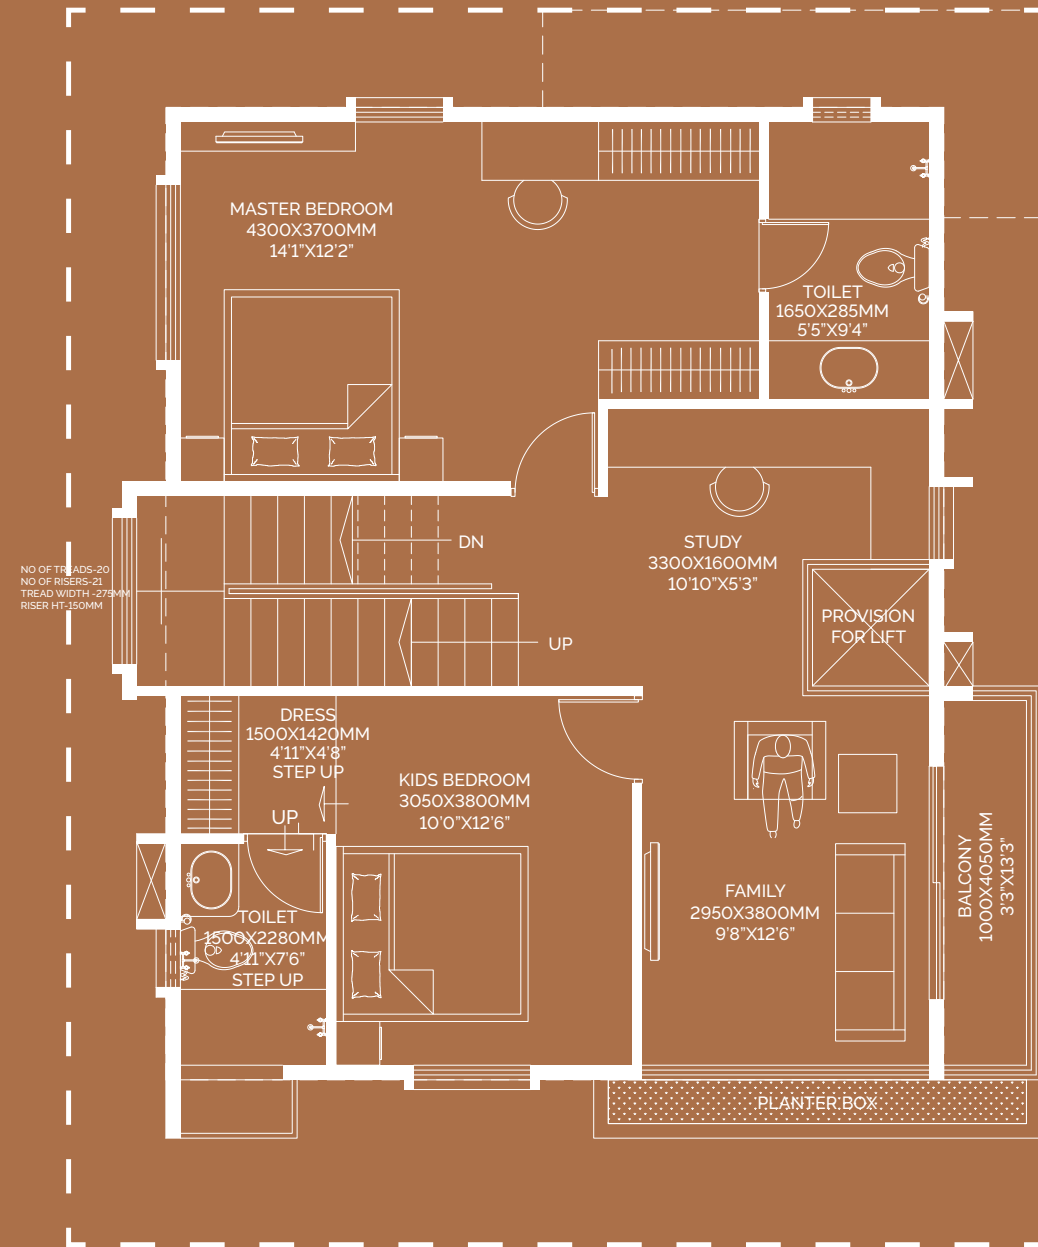 MASTER BEDROOM
4300X3700MM
14'1"X12'2"
TOILET
1650X285MM
5'5"X9'4"
DN
STUDY
3300X1600MM
10'10"X5'3"
NO OF TREADS-20
NO OF RISERS-21
TREAD WIDTH -275MM
RISER HT-150MM
PROVISION
FOR LIFT
UP
DRESS
1500X1420MM
4'11"X4'8"
STEP UP
KIDS BEDROOM
3050X3800MM
10'0"X12'6"
UP
FAMILY
2950X3800MM
9'8"X12'6"
BALCONY
1000X4050MM
3'3"X13'3"
TOILET
1500X2280MM
4'11"X7'6"
STEP UP
PLANTER BOX